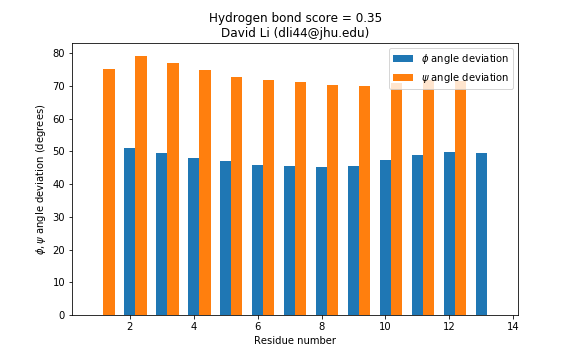 Hydrogen bond score = 0.35
David Li (dli44@jhu.edu)
ϕ angle deviation
ψ angle deviation
ϕ, ψ angle deviation (degrees)
80
70
60
50
40
30
20
10
0
2 4 6 8 10 12 14
Residue number